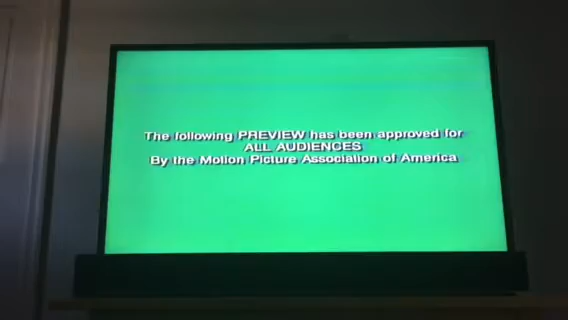 The following PREVIEW has been approved for
ALL AUDIENCES
By the Motion Picture Association of America